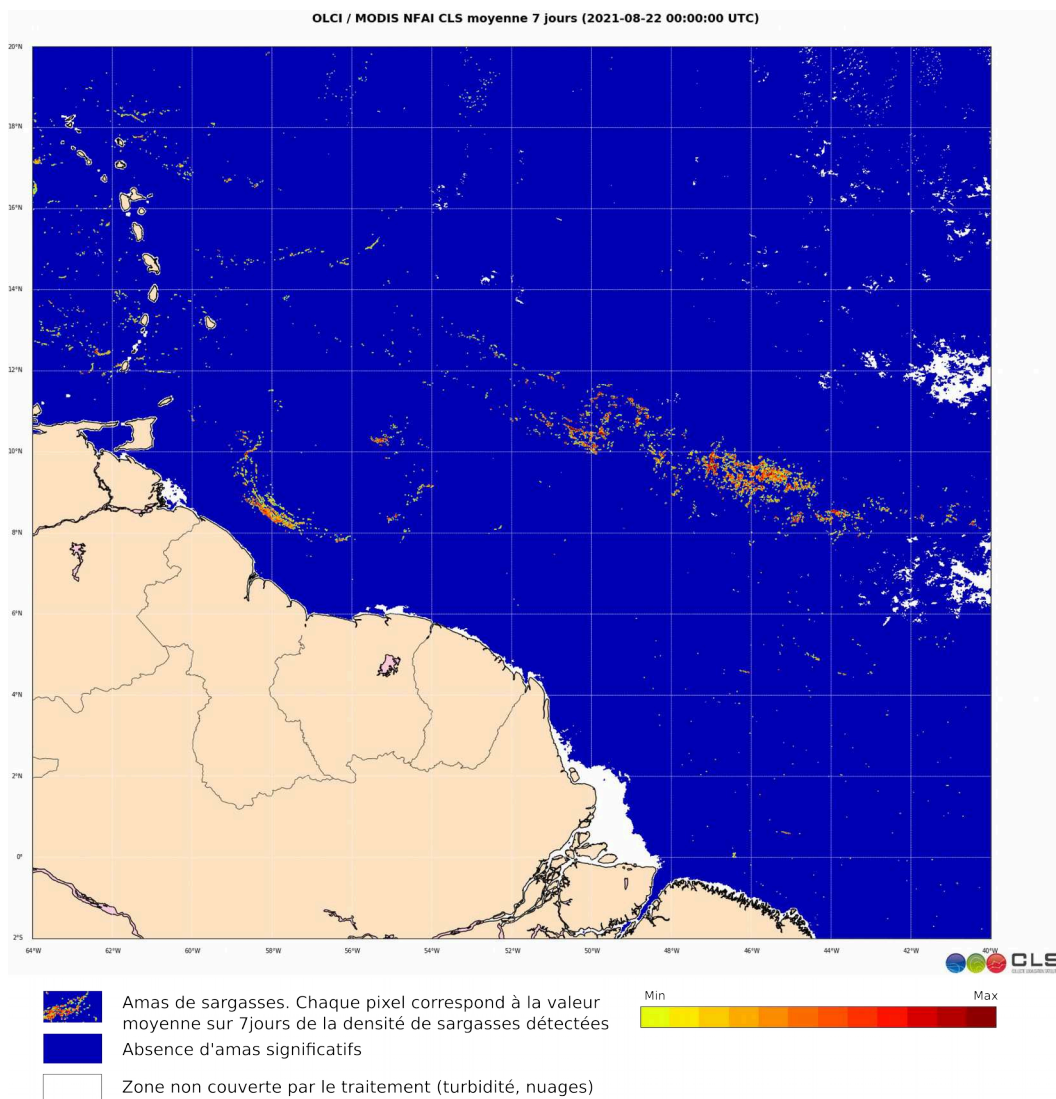 OLCI / MODIS NFAI CLS moyenne 7 jours (2021-08-22 00:00:00 UTC)
20°N
18°N
16°N
14°N
12°N
10°N
8°N
6°N
4°N
2°N
0°
2°S
64°W 62°W 60°W 58°W 56°W 54°W 52°W 50°W 48°W 46°W 44°W 42°W 40°W
CLS
Min Max
Amas de sargasses. Chaque pixel correspond à la valeur
moyenne sur 7jours de la densité de sargasses détectées
Absence d'amas significatifs
Zone non couverte par le traitement (turbidité, nuages)